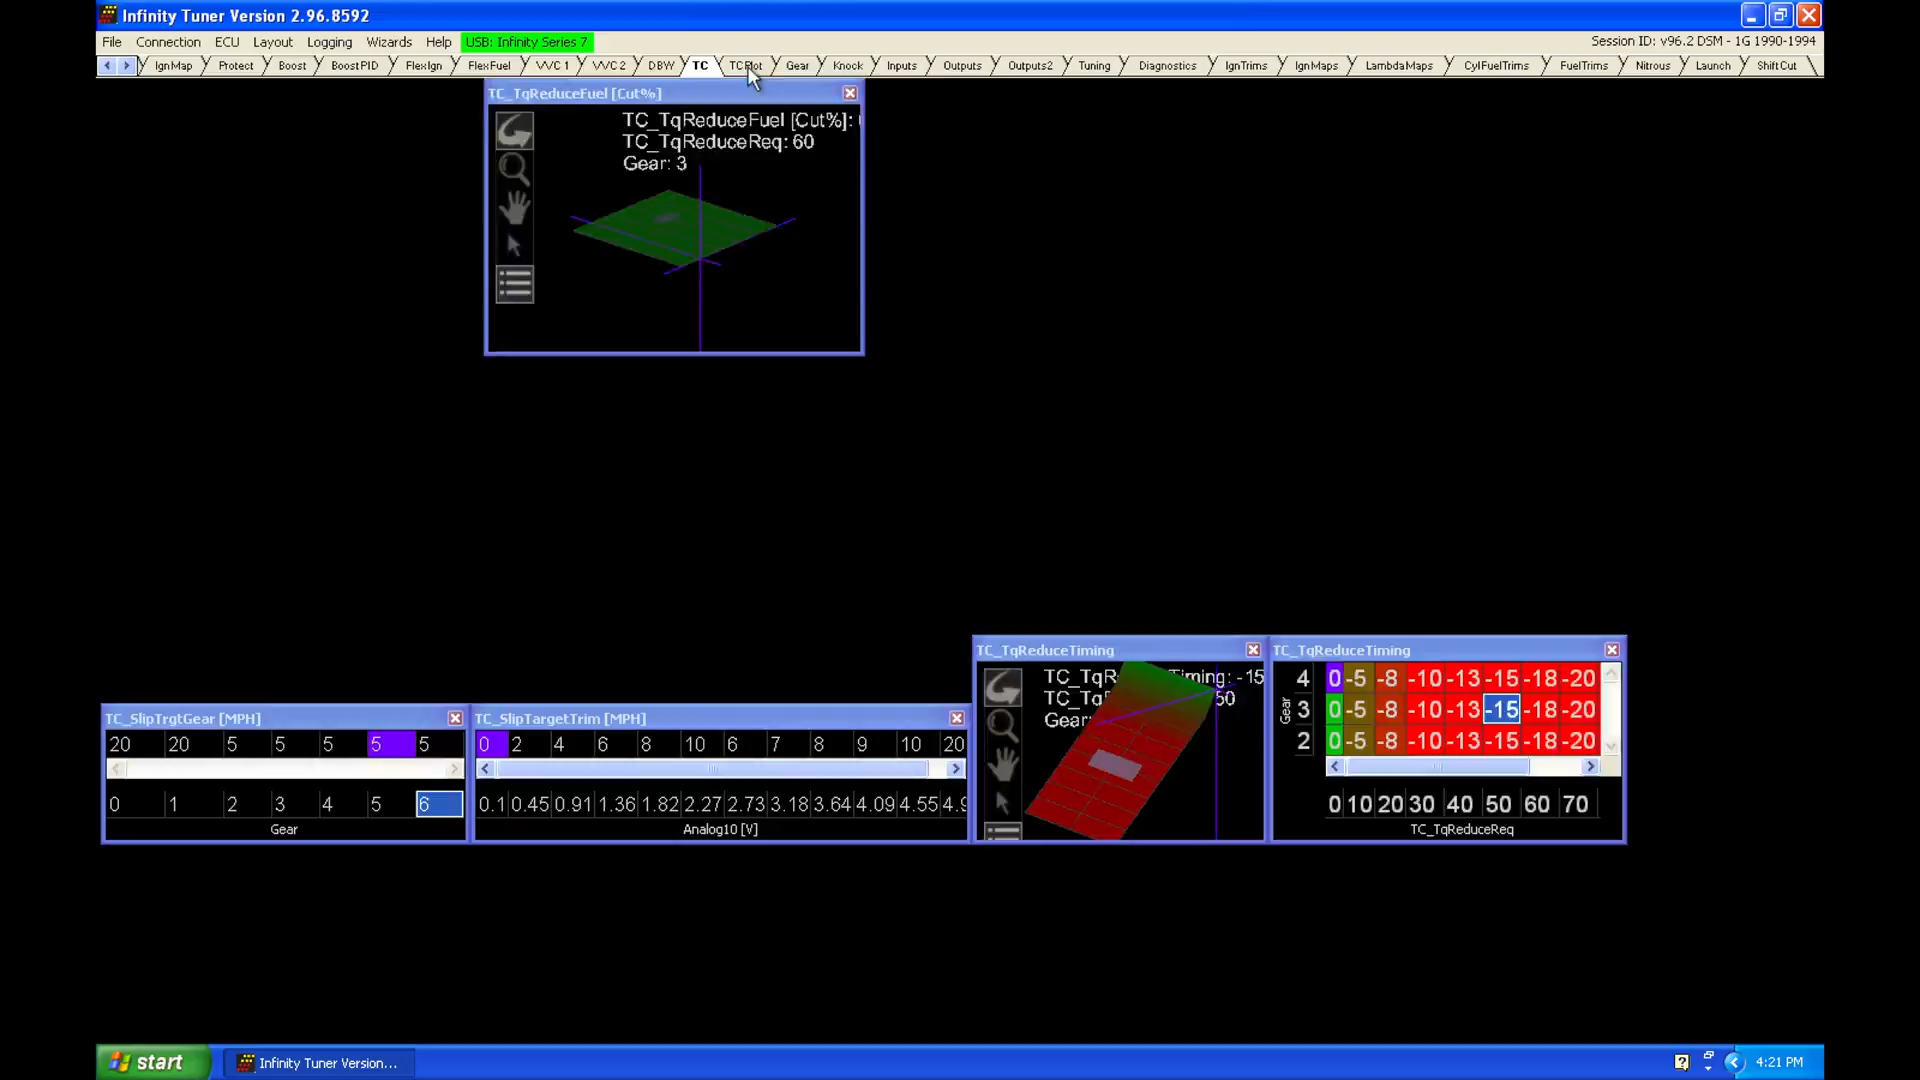 Infinity Tuner Version 2.96.8592
File Connection ECU Layout Logging Wizards Help USB: Infinity Series 7 Session ID: v96.2 DSM - 1G 1990-1994
IgnMap Protect Boost BoostPID FlexIgn FlexFuel VVC 1 VVC 2 DBW TC TCPlot Gear Knock Inputs Outputs Outputs2 Tuning Diagnostics IgnTrims IgnMaps LambdaMaps CylFuelTrims FuelTrims Nitrous Launch ShiftCut
TC_TqReduceFuel [Cut%]
TC_TqReduceFuel [Cut%]:
TC_TqReduceReq: 60
Gear: 3
TC_TqReduceTiming
TC_TqR Timing: -15
Gear
TC_TqReduceTiming
4 0 -5 -8 -10 -13 -15 -18 -20
Gear 3 0 -5 -8 -10 -13 -15 -18 -20
2 0 -5 -8 -10 -13 -15 -18 -20
0 10 20 30 40 50 60 70
TC_TqReduceReq
TC_SlipTrgtGear [MPH]
20 20 5 5 5 5 5
0 1 2 3 4 5 6
Gear
TC_SlipTargetTrim [MPH]
0 2 4 6 8 10 6 7 8 9 10 20
0.1 0.45 0.91 1.36 1.82 2.27 2.73 3.18 3.64 4.09 4.55 4.9
Analog10 [V]
start Infinity Tuner Version... 4:21 PM